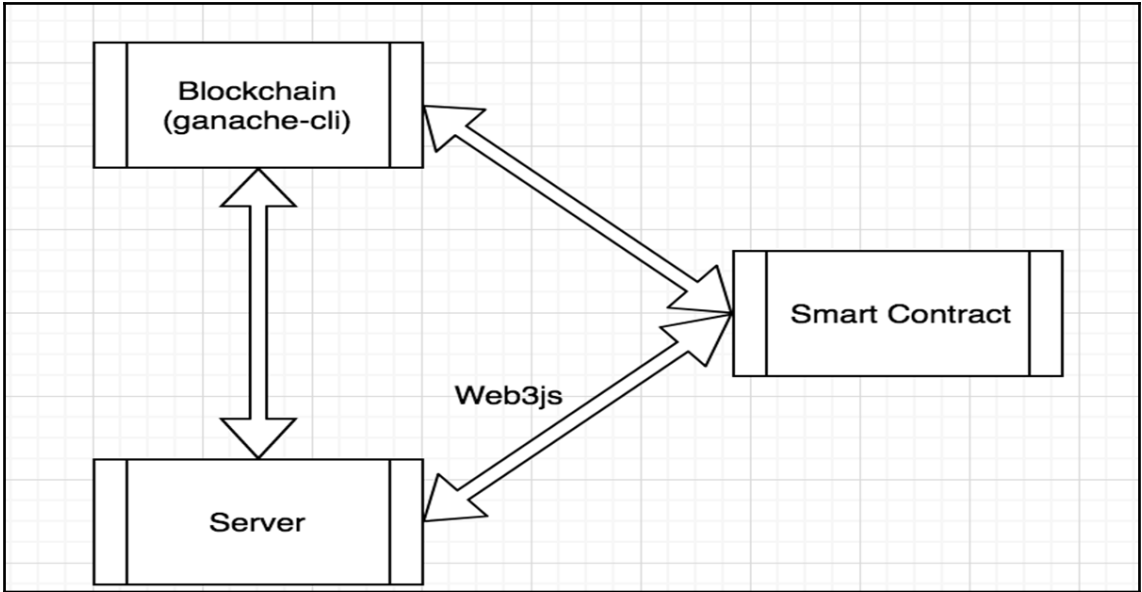 Blockchain
(ganache-cli)
Smart Contract
Web3js
Server